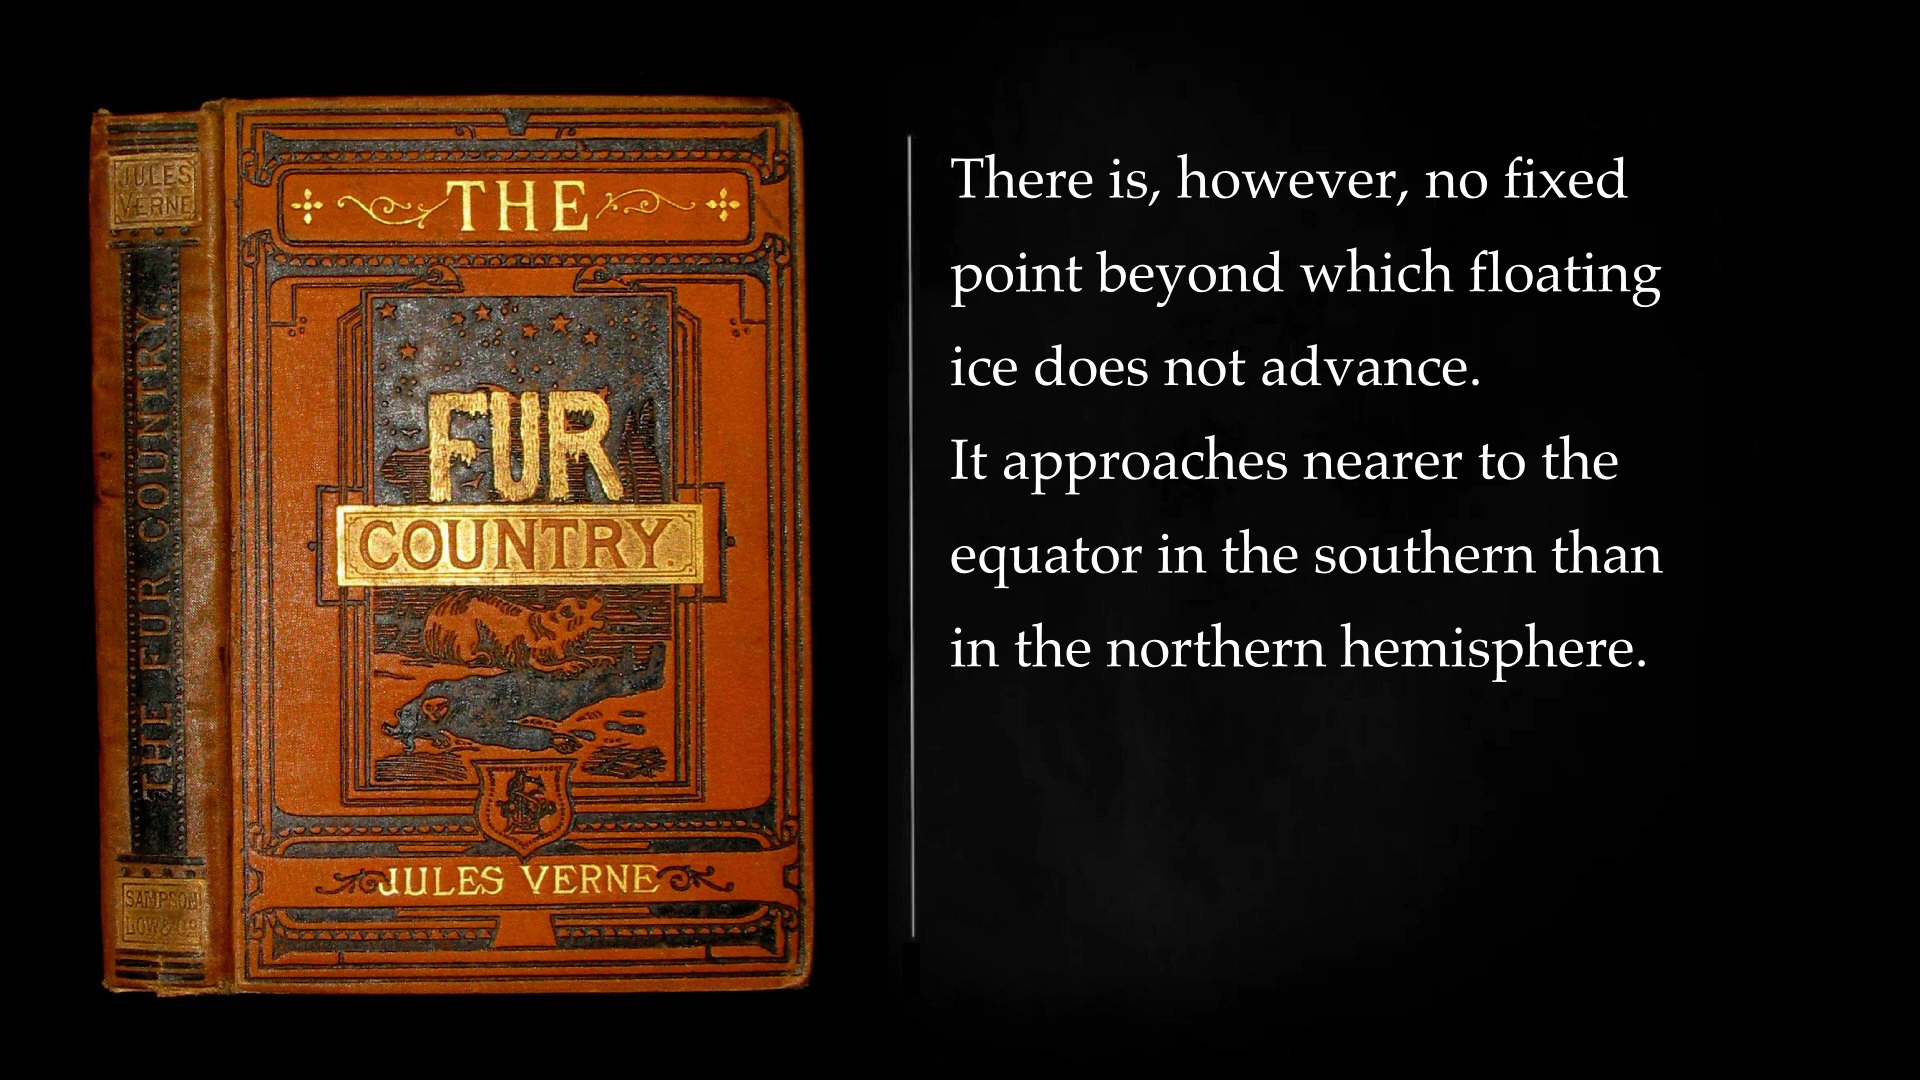 JULES
VERNE
THE FUR COUNTRY.
SAMPSON
LOW & Co
THE
FUR
COUNTRY.
JULES VERNE
There is, however, no fixed
point beyond which floating
ice does not advance.
It approaches nearer to the
equator in the southern than
in the northern hemisphere.